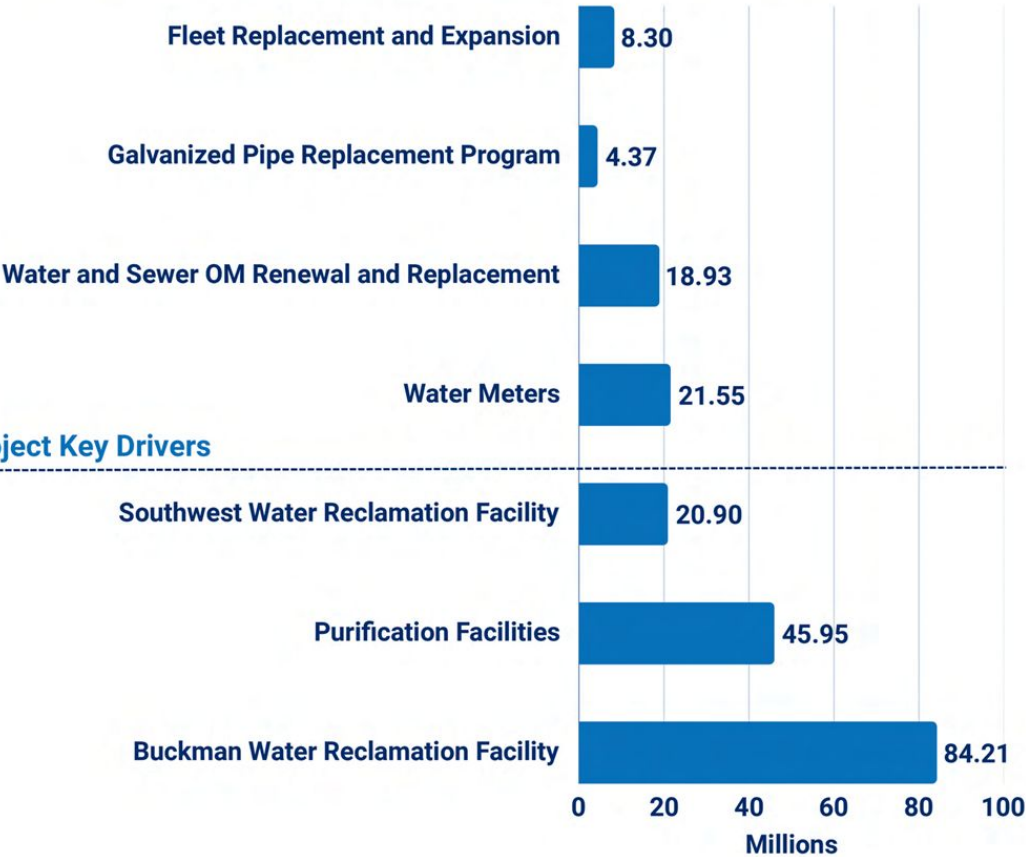 Fleet Replacement and Expansion 8.30
Galvanized Pipe Replacement Program 4.37
Water and Sewer OM Renewal and Replacement 18.93
Water Meters 21.55
Key Drivers
Southwest Water Reclamation Facility 20.90
Purification Facilities 45.95
Buckman Water Reclamation Facility 84.21
0 20 40 60 80 100
Millions